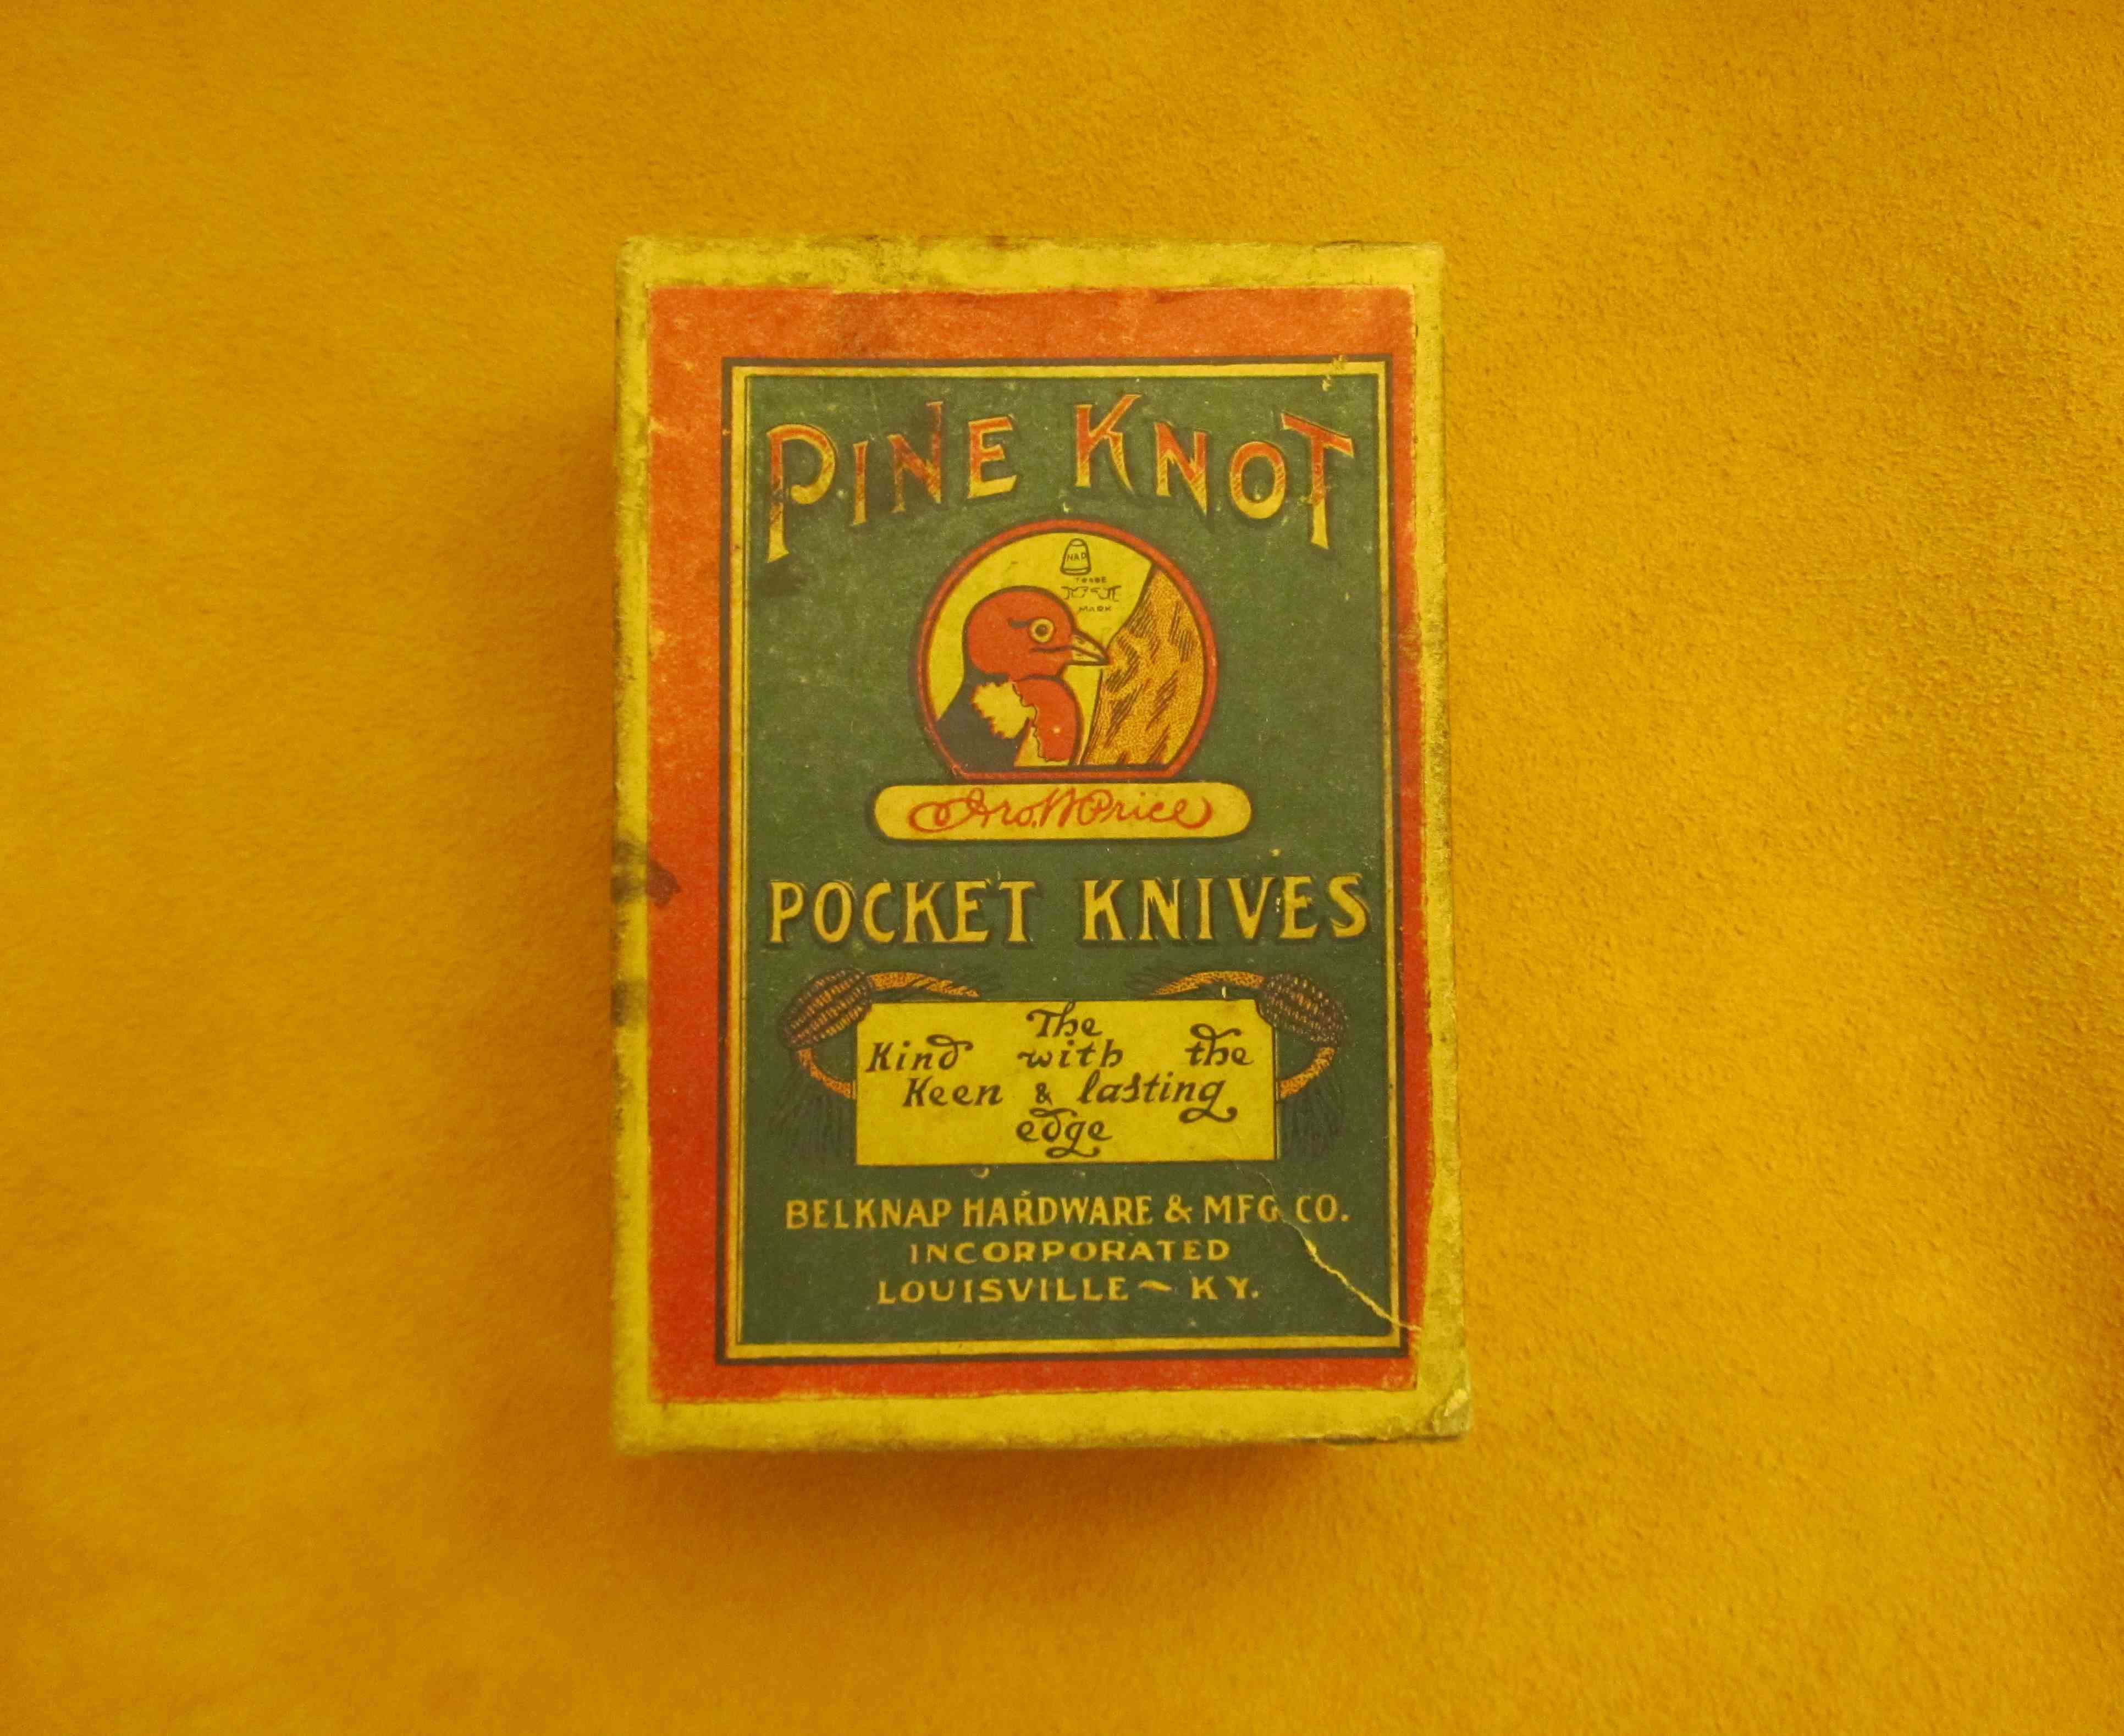 PINE KNOT
TRADE
MARK
Jno. W. Price
POCKET KNIVES
The
Kind with the
Keen & lasting
edge
BELKNAP HARDWARE & MFG. CO.
INCORPORATED
LOUISVILLE ~ KY.